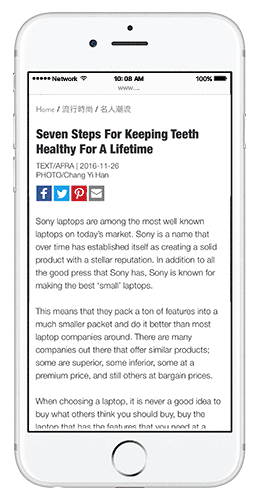 Network 10:08 AM 100%
www....
Home / 流行時尚 / 名人潮流
Seven Steps For Keeping Teeth
Healthy For A Lifetime
TEXT/AFRA | 2016-11-26
PHOTO/Chang Yi Han
Sony laptops are among the most well known
laptops on today's market. Sony is a name that
over time has established itself as creating a solid
product with a stellar reputation. In addition to all
the good press that Sony has, Sony is known for
making the best 'small' laptops.
This means that they pack a ton of features into a
much smaller packet and do it better than most
laptop companies around. There are many
companies out there that offer similar products;
some are superior, some inferior, some at a
premium price, and still others at bargain prices.
When choosing a laptop, it is never a good idea to
buy what others think you should buy, buy the
laptop that has the features that you need at a